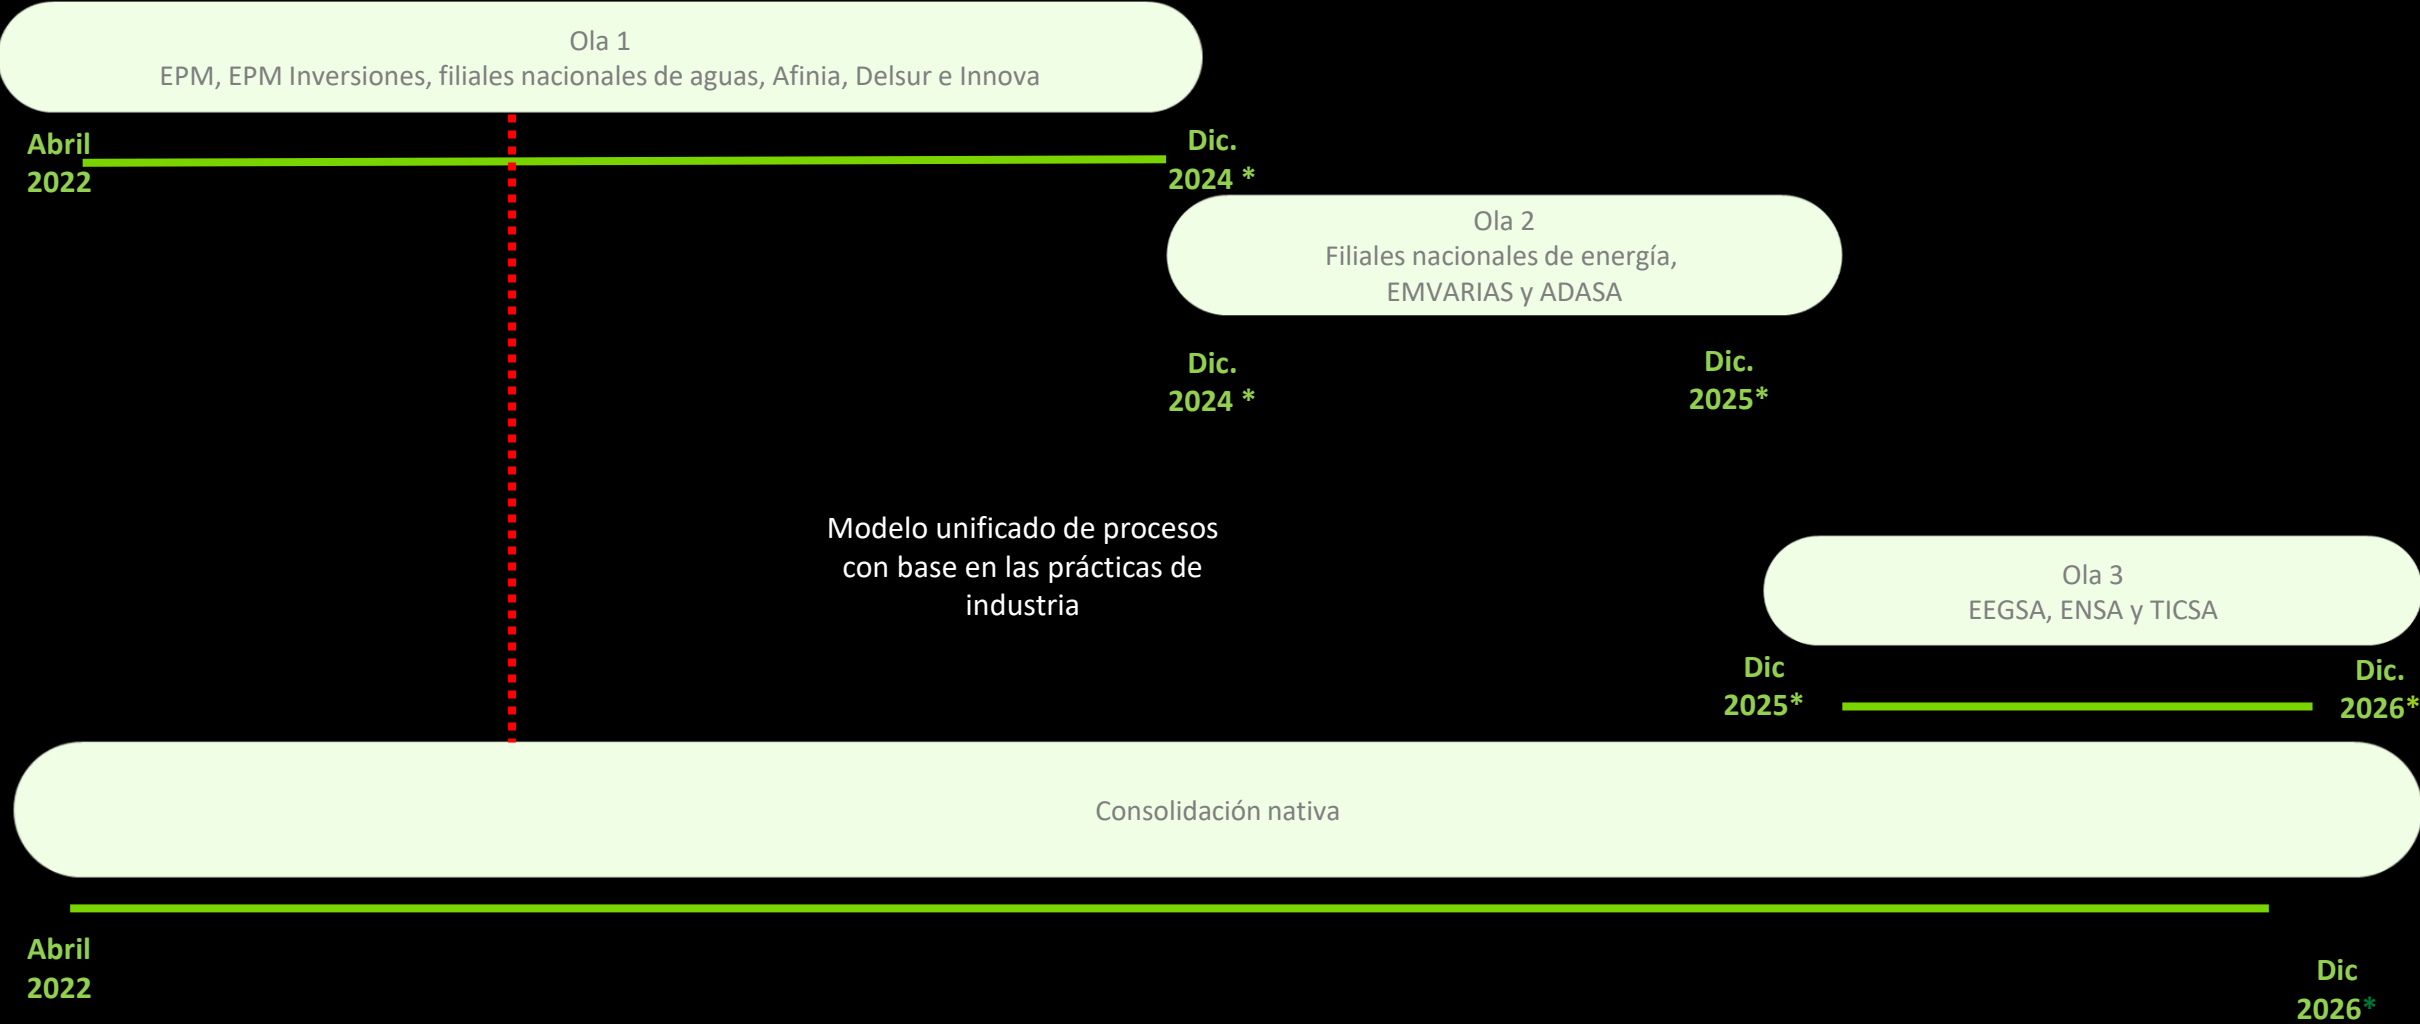 Ola 1
EPM, EPM Inversiones, filiales nacionales de aguas, Afinia, Delsur e Innova
Abril
2022
Dic.
2024 *
Ola 2
Filiales nacionales de energía,
EMVARIAS y ADASA
Dic.
2024 *
Dic.
2025*
Modelo unificado de procesos
con base en las prácticas de
industria
Ola 3
EEGSA, ENSA y TICSA
Dic
2025*
Dic.
2026*
Consolidación nativa
Abril
2022
Dic
2026*